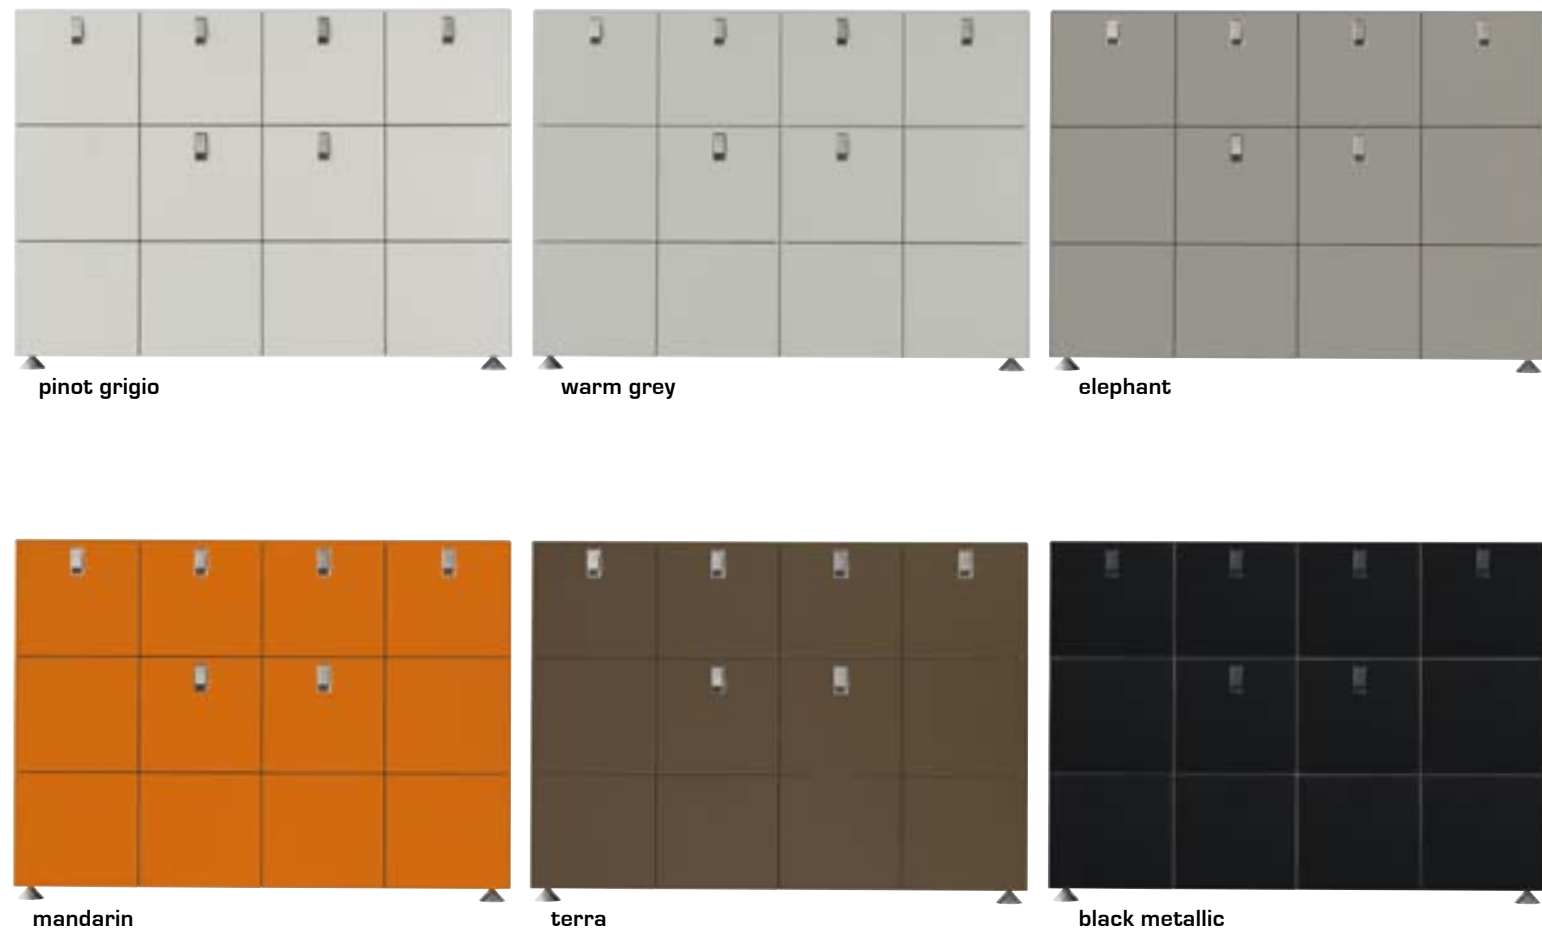 pinot grigio
warm grey
elephant
mandarin
terra
black metallic